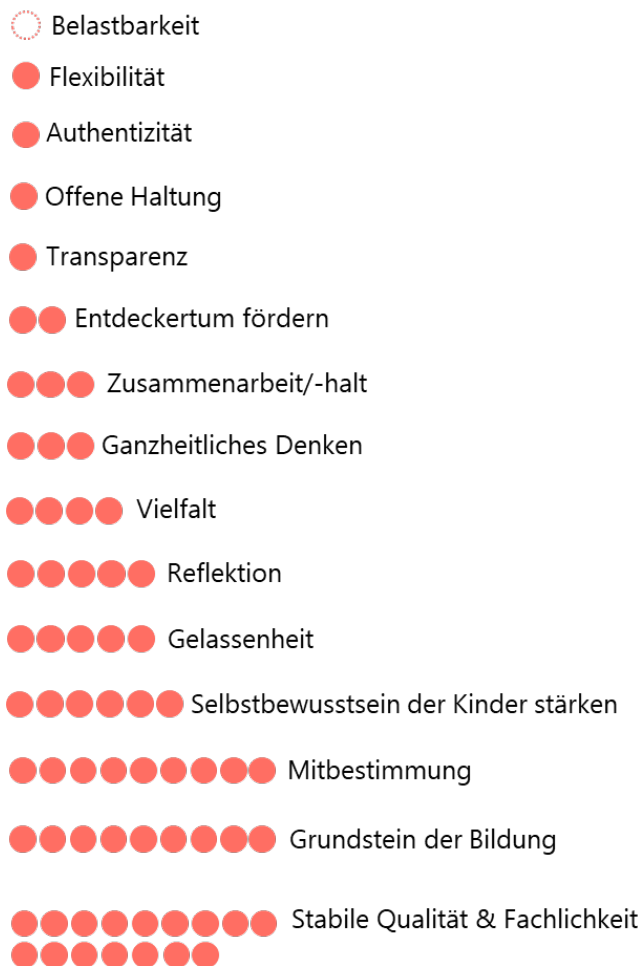 Belastbarkeit
Flexibilität
Authentizität
Offene Haltung
Transparenz
Entdeckertum fördern
Zusammenarbeit/-halt
Ganzheitliches Denken
Vielfalt
Reflektion
Gelassenheit
Selbstbewusstsein der Kinder stärken
Mitbestimmung
Grundstein der Bildung
Stabile Qualität & Fachlichkeit